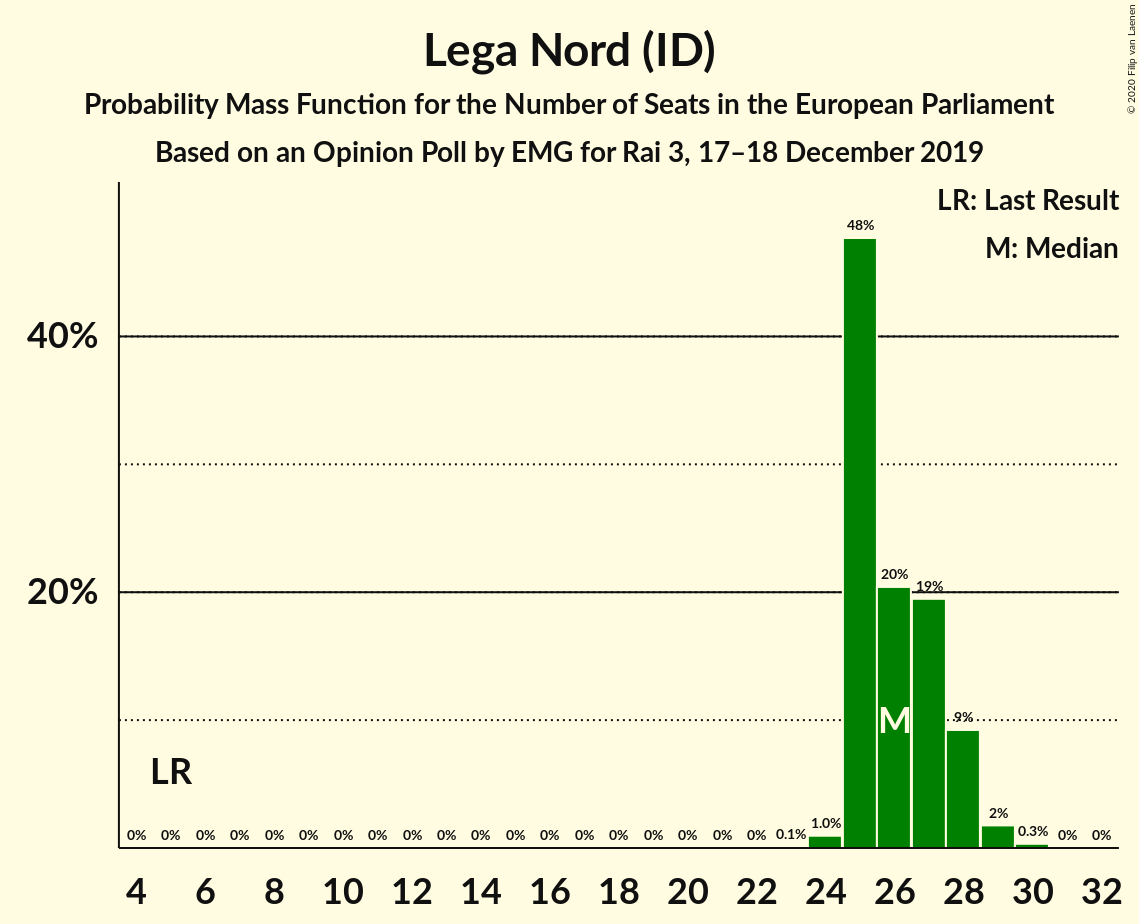 Lega Nord (ID)
Probability Mass Function for the Number of Seats in the European Parliament
Based on an Opinion Poll by EMG for Rai 3, 17–18 December 2019
© 2020 Filip van Laenen
LR: Last Result
M: Median
48%
40%
20%
20%
19%
M
9%
LR
0% 0% 0% 0% 0% 0% 0% 0% 0% 0% 0% 0% 0% 0% 0% 0% 0% 0% 0% 0.1% 1.0% 2% 0.3% 0% 0%
4 6 8 10 12 14 16 18 20 22 24 26 28 30 32